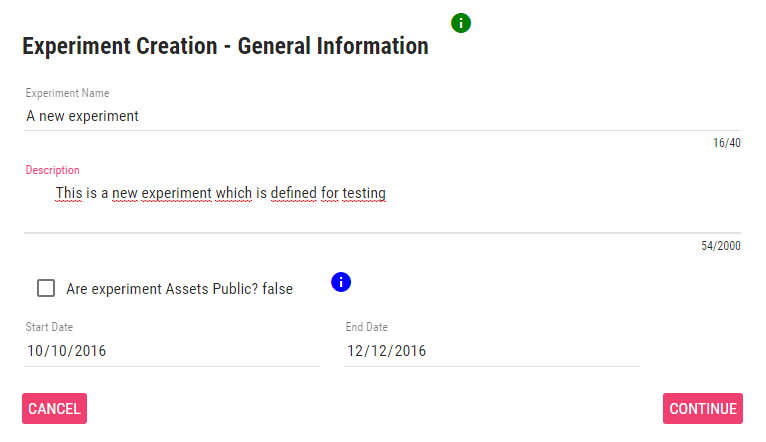 Experiment Creation - General Information
Experiment Name
A new experiment
16/40
Description
This is a new experiment which is defined for testing
54/2000
Are experiment Assets Public? false
Start Date
End Date
10/10/2016
12/12/2016
CANCEL
CONTINUE